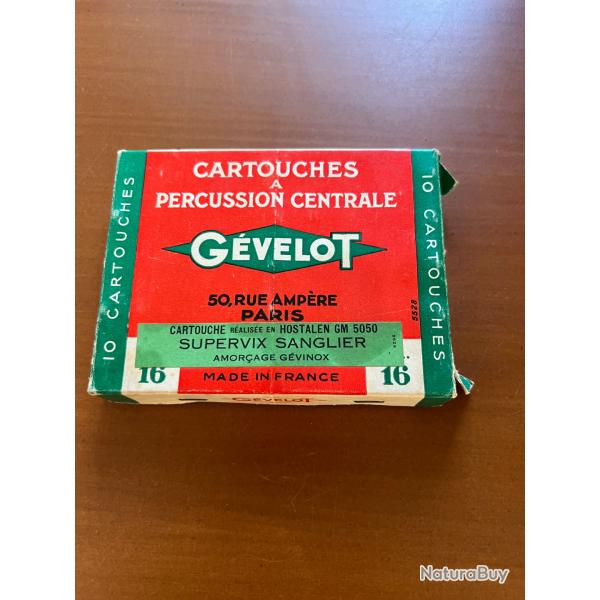 CARTOUCHES
A
PERCUSSION CENTRALE
GÉVELOT
50, RUE AMPÈRE
PARIS
CARTOUCHE RÉALISÉE EN HOSTALEN GM 5050
SUPERVIX SANGLIER
AMORÇAGE GÉVINOX
16 MADE IN FRANCE 16
10 CARTOUCHES
10 CARTOUCHES
5528
GÉVELOT
NaturaBuy